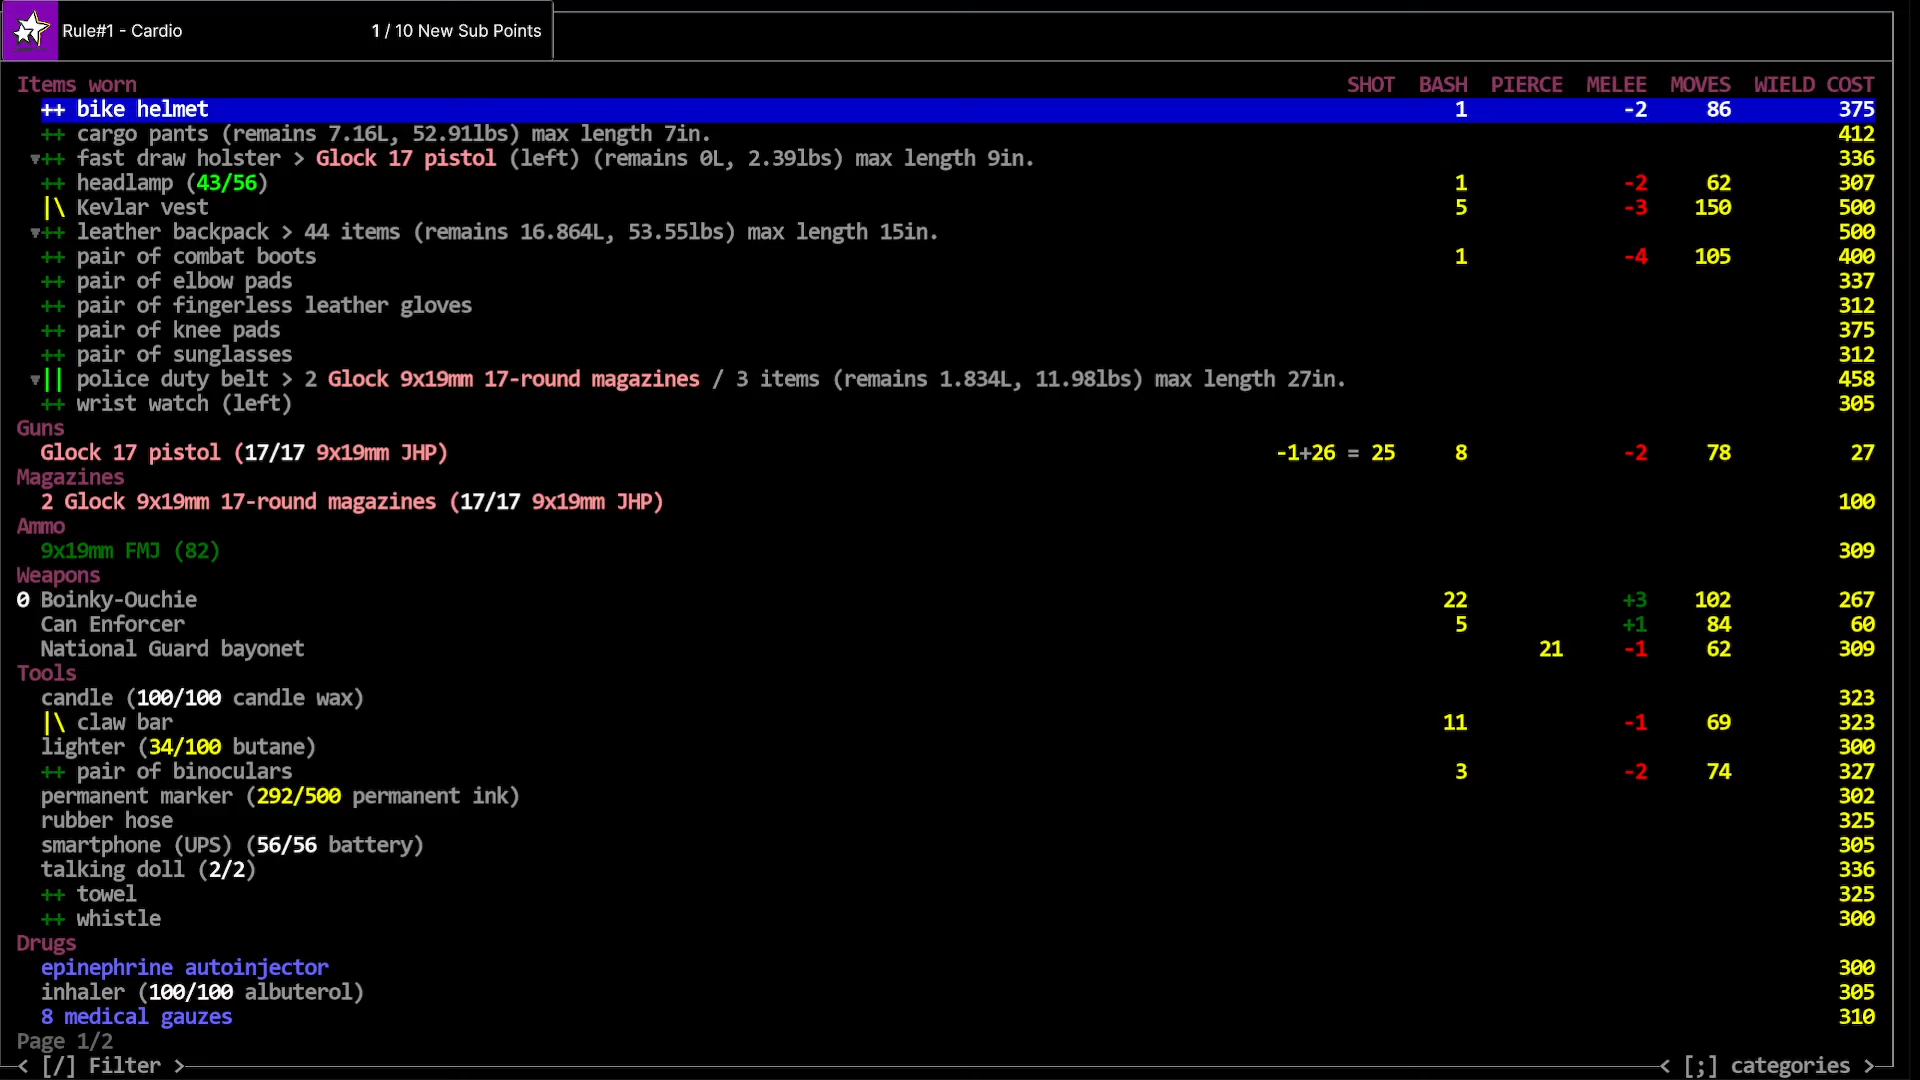 Rule#1 - Cardio 1 / 10 New Sub Points
Items worn SHOT BASH PIERCE MELEE MOVES WIELD COST
++ bike helmet 1 -2 86 375
++ cargo pants (remains 7.16L, 52.91lbs) max length 7in. 412
▼++ fast draw holster > Glock 17 pistol (left) (remains 0L, 2.39lbs) max length 9in. 336
++ headlamp (43/56) 1 -2 62 307
|\ Kevlar vest 5 -3 150 500
▼++ leather backpack > 44 items (remains 16.864L, 53.55lbs) max length 15in. 500
++ pair of combat boots 1 -4 105 400
++ pair of elbow pads 337
++ pair of fingerless leather gloves 312
++ pair of knee pads 375
++ pair of sunglasses 312
▼|| police duty belt > 2 Glock 9x19mm 17-round magazines / 3 items (remains 1.834L, 11.98lbs) max length 27in. 458
++ wrist watch (left) 305
Guns
Glock 17 pistol (17/17 9x19mm JHP) -1+26 = 25 8 -2 78 27
Magazines
2 Glock 9x19mm 17-round magazines (17/17 9x19mm JHP) 100
Ammo
9x19mm FMJ (82) 309
Weapons
0 Boinky-Ouchie 22 +3 102 267
Can Enforcer 5 +1 84 60
National Guard bayonet 21 -1 62 309
Tools
candle (100/100 candle wax) 323
|\ claw bar 11 -1 69 323
lighter (34/100 butane) 300
++ pair of binoculars 3 -2 74 327
permanent marker (292/500 permanent ink) 302
rubber hose 325
smartphone (UPS) (56/56 battery) 305
talking doll (2/2) 336
++ towel 325
++ whistle 300
Drugs
epinephrine autoinjector 300
inhaler (100/100 albuterol) 305
8 medical gauzes 310
Page 1/2
< [/] Filter > < [;] categories >